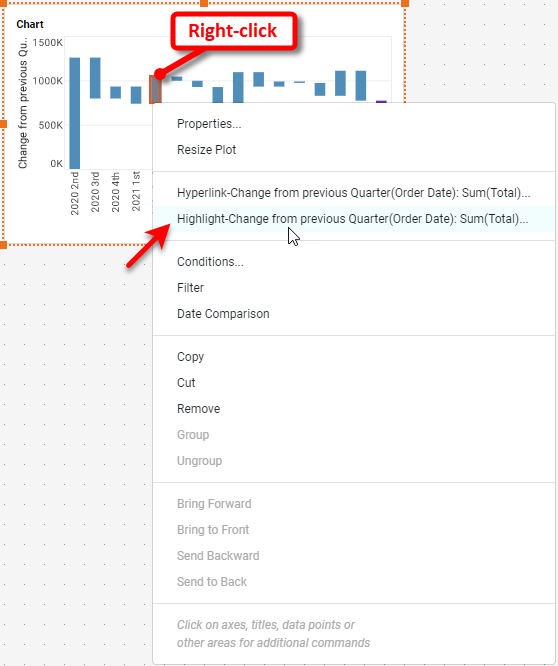 Chart
Right-click
Change from previous Qu..
1500K
1000K
500K
0K
2020 2nd
2020 3rd
2020 4th
2021 1st
Properties...
Resize Plot
Hyperlink-Change from previous Quarter(Order Date): Sum(Total)...
Highlight-Change from previous Quarter(Order Date): Sum(Total)...
Conditions...
Filter
Date Comparison
Copy
Cut
Remove
Group
Ungroup
Bring Forward
Bring to Front
Send Backward
Send to Back
Click on axes, titles, data points or
other areas for additional commands